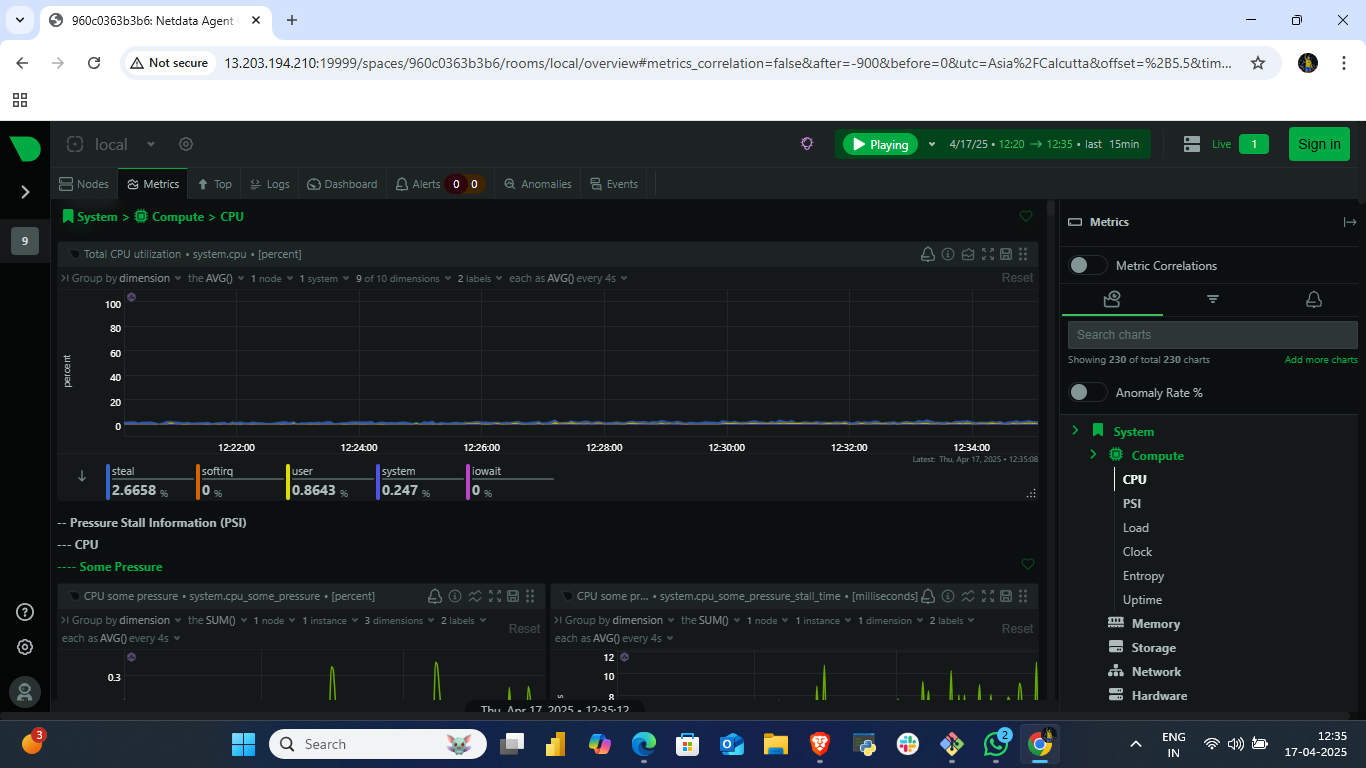 960c0363b3b6: Netdata Agent
Not secure
13.203.194.210:19999/spaces/960c0363b3b6/rooms/local/overview#metrics_correlation=false&after=-900&before=0&utc=Asia%2FCalcutta&offset=%2B5.5&tim...
local
Playing
4/17/25 • 12:20 → 12:35 • last 15min
Live
1
Sign in
Nodes
Metrics
Top
Logs
Dashboard
Alerts 0 0
Anomalies
Events
9
System > Compute > CPU
Total CPU utilization • system.cpu • [percent]
Group by dimension the AVG() 1 node 1 system 9 of 10 dimensions 2 labels each as AVG() every 4s
Reset
percent
100
80
60
40
20
0
12:22:00 12:24:00 12:26:00 12:28:00 12:30:00 12:32:00 12:34:00
Latest: Thu, Apr 17, 2025 • 12:35:08
steal softirq user system iowait
2.6658 % 0 % 0.8643 % 0.247 % 0 %
-- Pressure Stall Information (PSI)
--- CPU
---- Some Pressure
CPU some pressure • system.cpu_some_pressure • [percent]
Group by dimension the SUM() 1 node 1 instance 3 dimensions 2 labels
each as AVG() every 4s
Reset
0.3
CPU some pr... • system.cpu_some_pressure_stall_time • [milliseconds]
Group by dimension the SUM() 1 node 1 instance 1 dimension 2 labels
each as AVG() every 4s
Reset
12
10
8
Thu, Apr 17, 2025 • 12:35:12
Metrics
Metric Correlations
Search charts
Showing 230 of total 230 charts
Add more charts
Anomaly Rate %
System
Compute
CPU
PSI
Load
Clock
Entropy
Uptime
Memory
Storage
Network
Hardware
3
Search
2
ENG
IN
12:35
17-04-2025